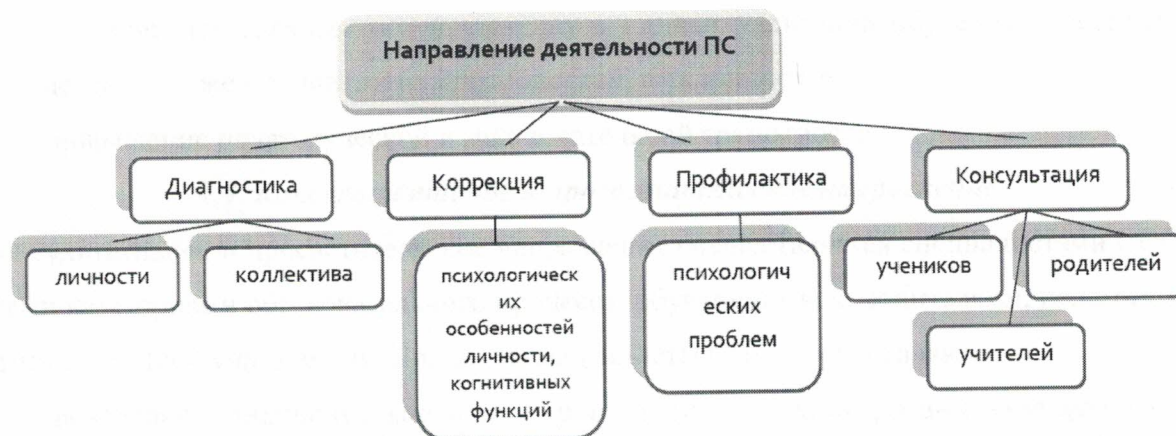 Направление деятельности ПС
Диагностика
Коррекция
Профилактика
Консультация
личности
коллектива
психологическ
их
особенностей
личности,
когнитивных
функций
психологич
еских
проблем
учеников
родителей
учителей